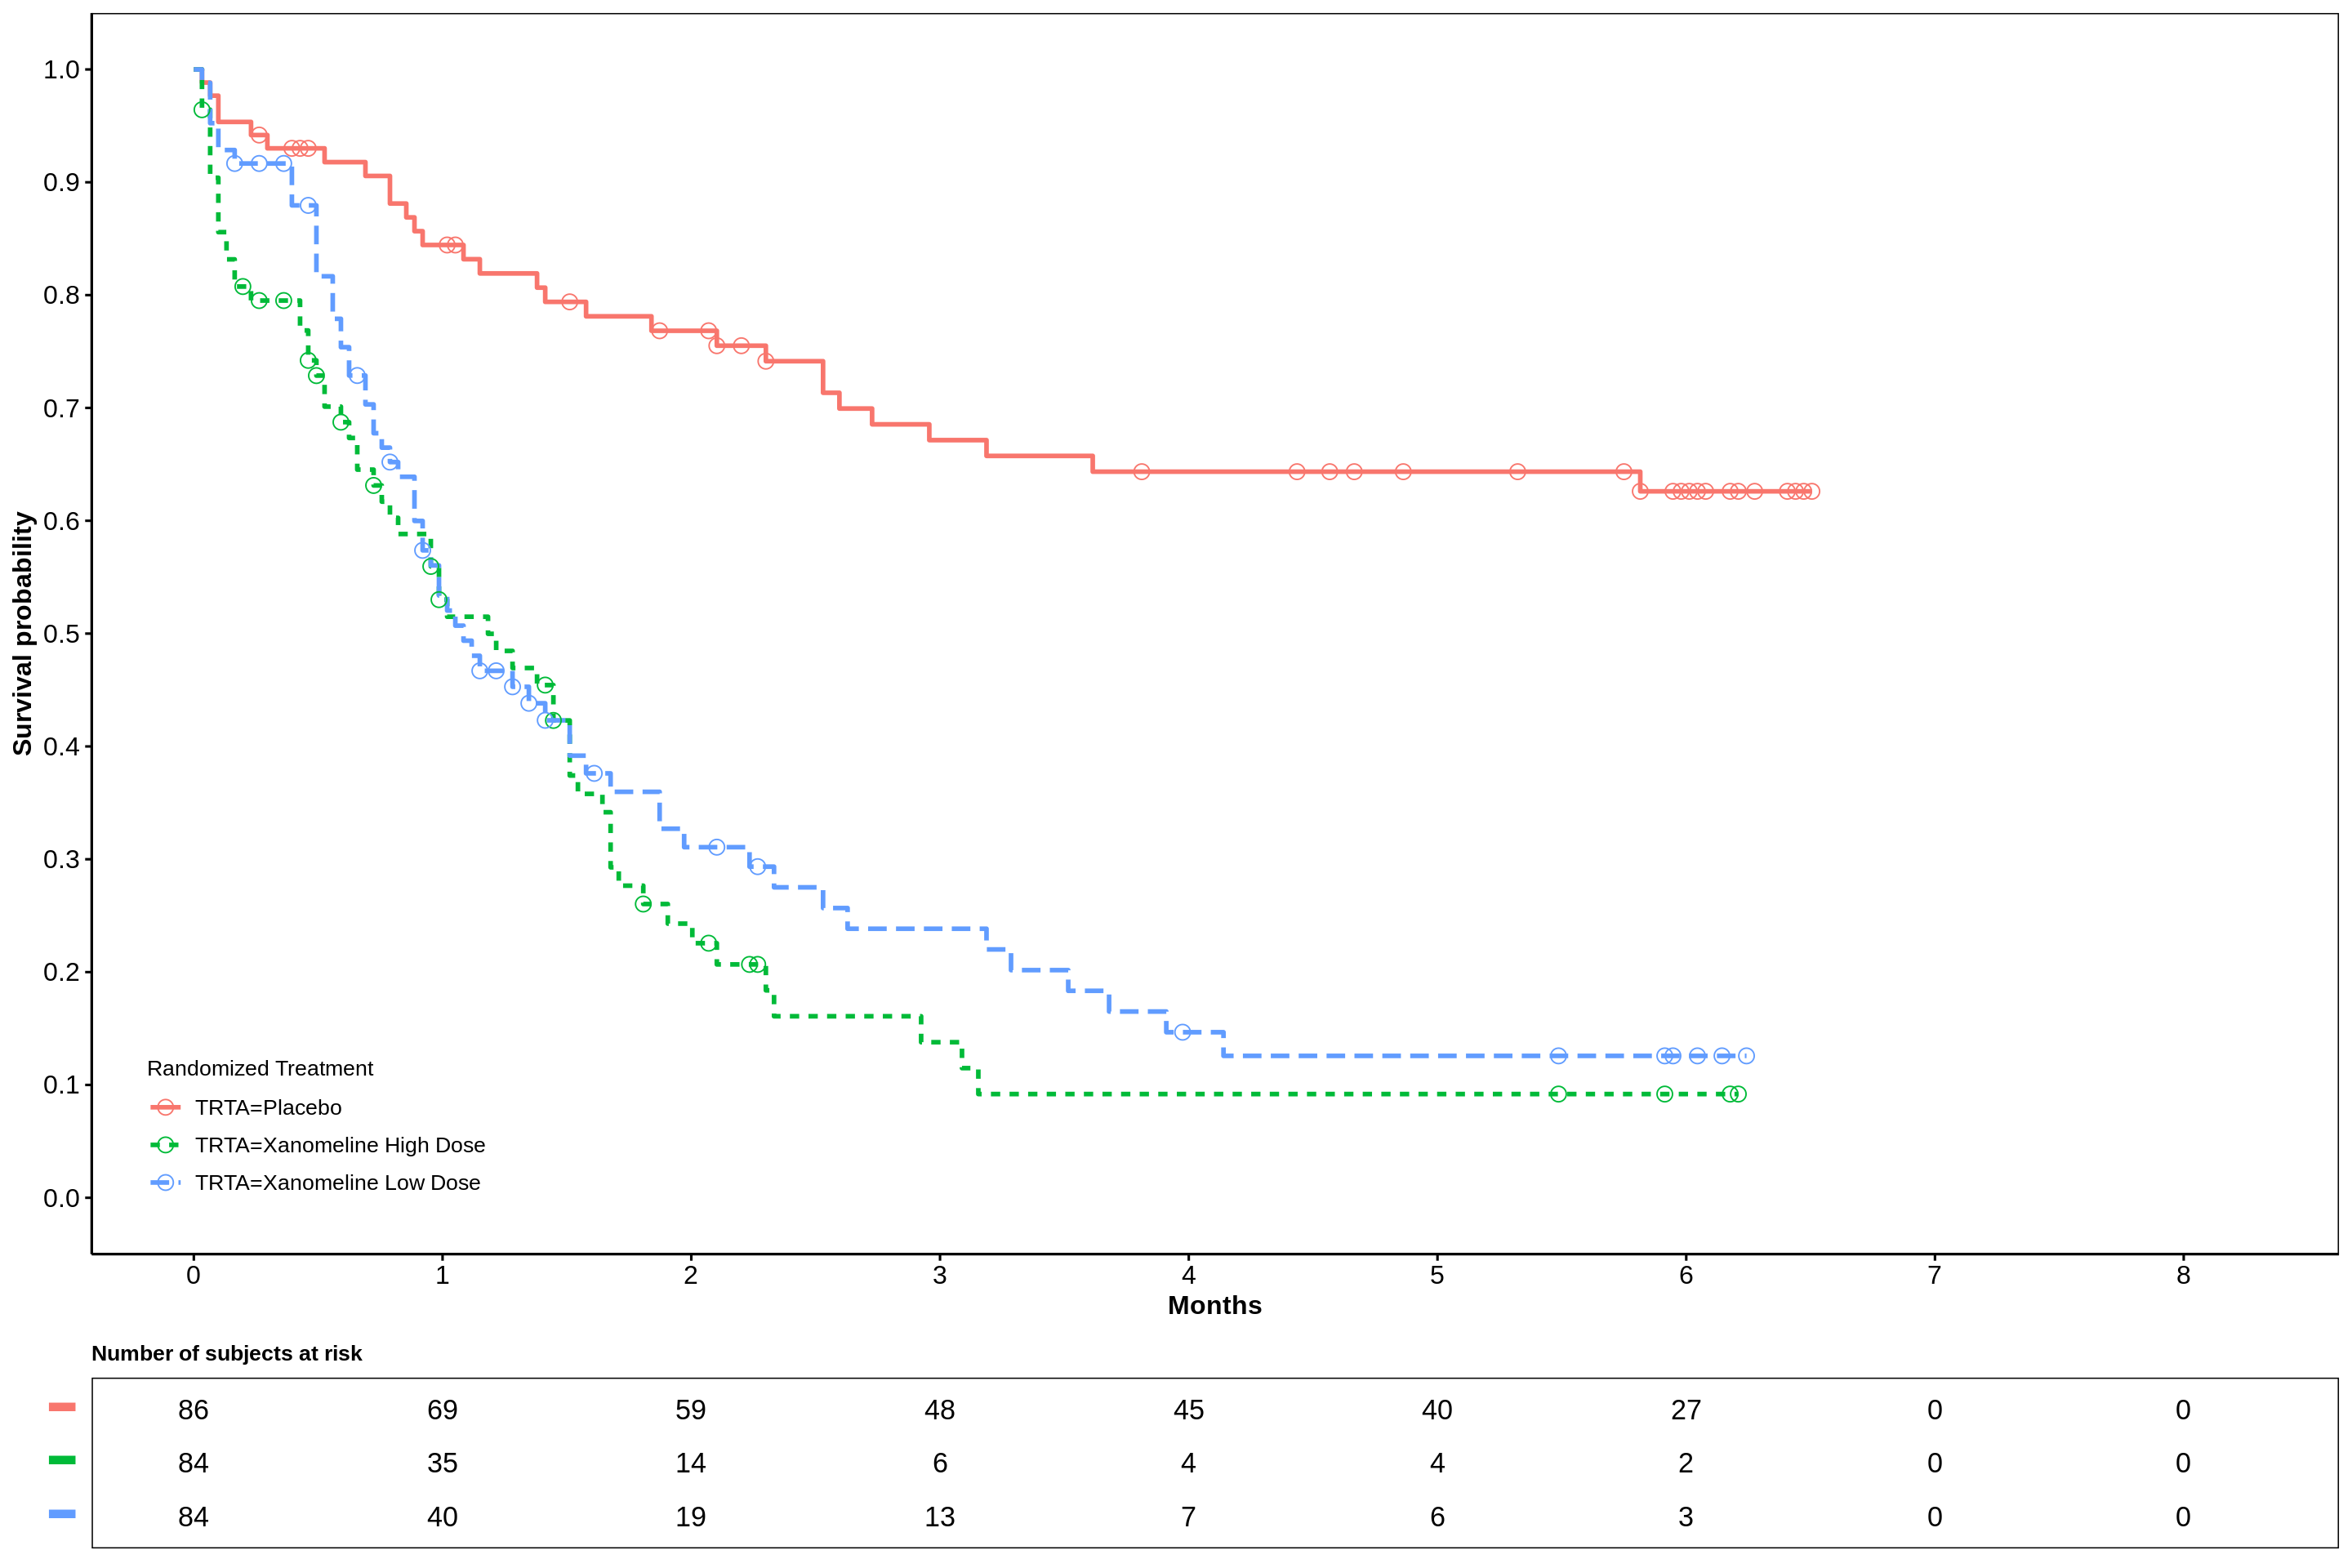 Survival probability
1.0
0.9
0.8
0.7
0.6
0.5
0.4
0.3
0.2
0.1
0.0
Randomized Treatment
TRTA=Placebo
TRTA=Xanomeline High Dose
TRTA=Xanomeline Low Dose
0 1 2 3 4 5 6 7 8
Months
Number of subjects at risk
86 69 59 48 45 40 27 0 0
84 35 14 6 4 4 2 0 0
84 40 19 13 7 6 3 0 0